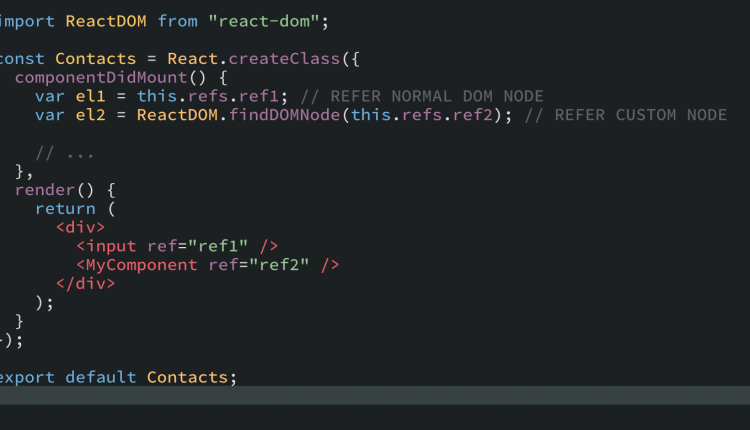 import ReactDOM from "react-dom";
const Contacts = React.createClass({
componentDidMount() {
var el1 = this.refs.ref1; // REFER NORMAL DOM NODE
var el2 = ReactDOM.findDOMNode(this.refs.ref2); // REFER CUSTOM NODE
// ...
},
render() {
return (
<div>
<input ref="ref1" />
<MyComponent ref="ref2" />
</div>
);
}
});
export default Contacts;